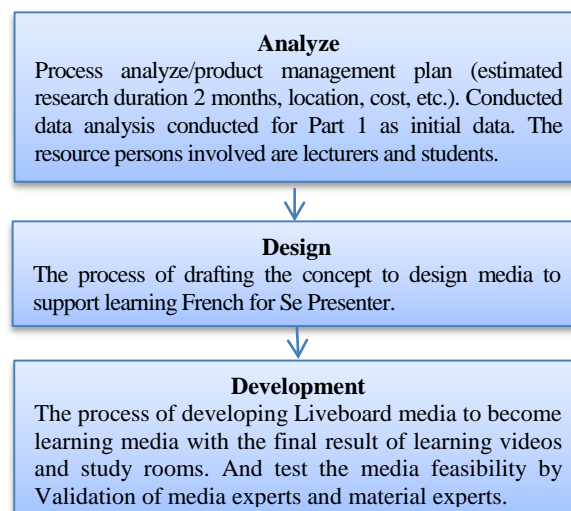 Analyze
Process analyze/product management plan (estimated
research duration 2 months, location, cost, etc.). Conducted
data analysis conducted for Part 1 as initial data. The
resource persons involved are lecturers and students.
Design
The process of drafting the concept to design media to
support learning French for Se Presenter.
Development
The process of developing Liveboard media to become
learning media with the final result of learning videos
and study rooms. And test the media feasibility by
Validation of media experts and material experts.